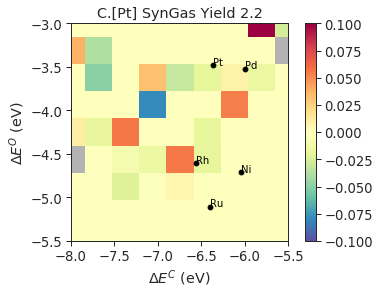 C.[Pt] SynGas Yield 2.2
−3.0
−3.5
−4.0
−4.5
−5.0
−5.5
ΔE^O (eV)
Pt
Pd
Rh
Ni
Ru
−8.0 −7.5 −7.0 −6.5 −6.0 −5.5
ΔE^C (eV)
0.100
0.075
0.050
0.025
0.000
−0.025
−0.050
−0.075
−0.100